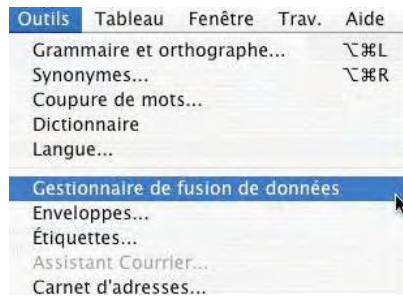 Outils Tableau Fenêtre Trav. Aide
Grammaire et orthographe... ⌥⌘L
Synonymes... ⌥⌘R
Coupure de mots...
Dictionnaire
Langue...
Gestionnaire de fusion de données
Enveloppes...
Étiquettes...
Assistant Courrier...
Carnet d'adresses...